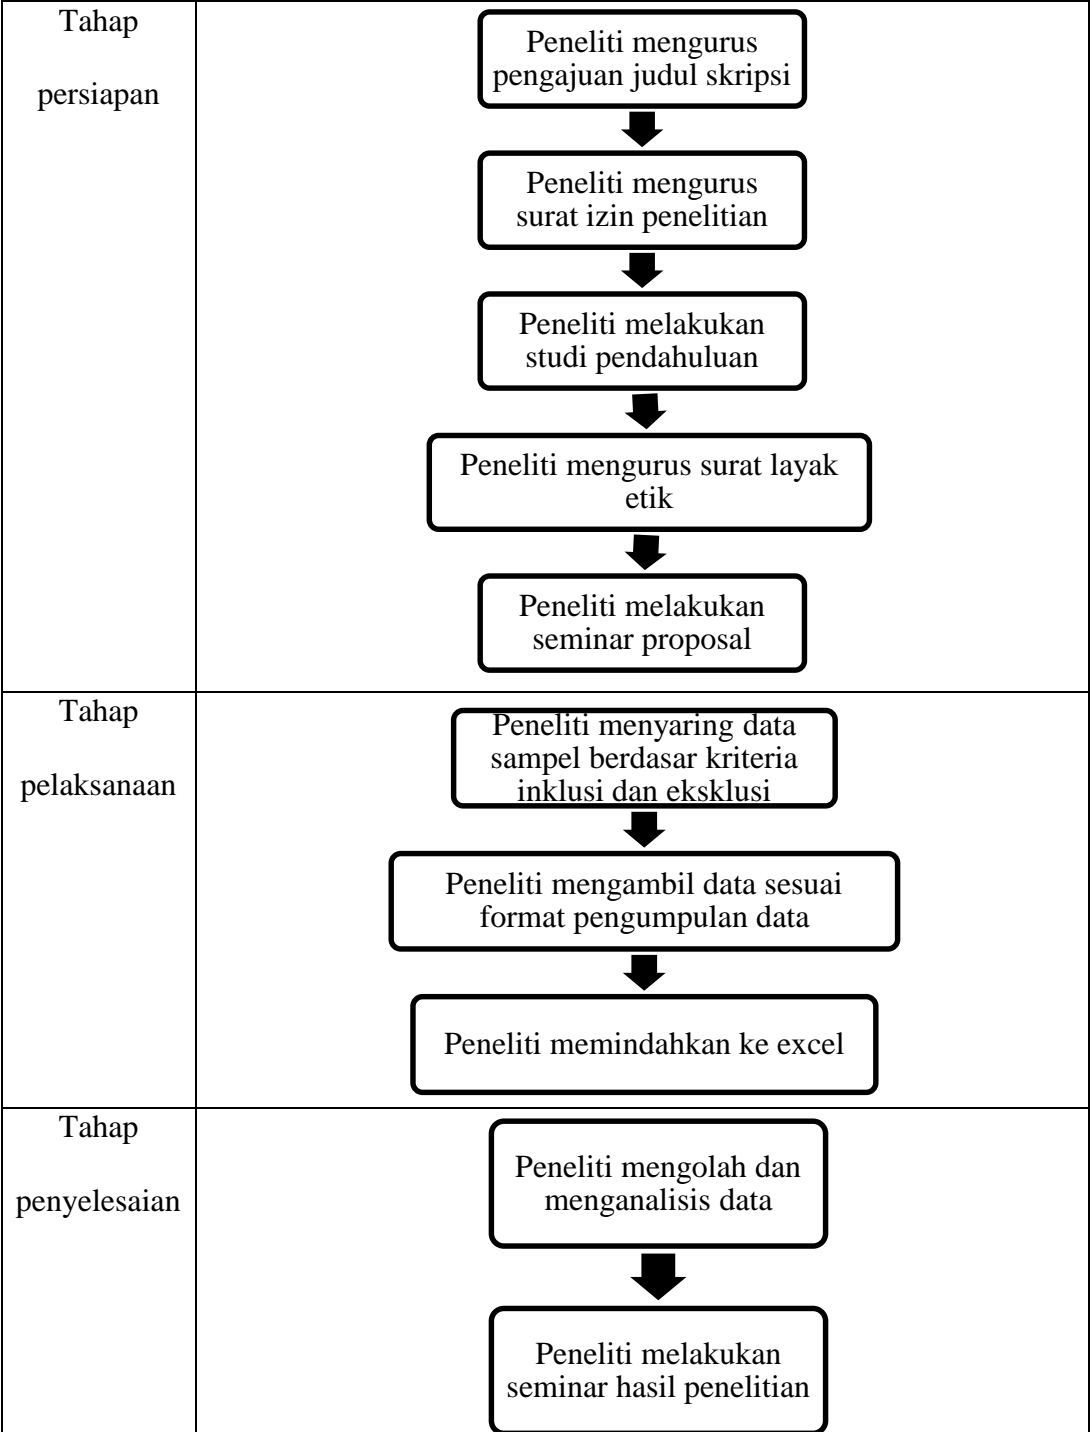 Tahap
persiapan
Peneliti mengurus
pengajuan judul skripsi
Peneliti mengurus
surat izin penelitian
Peneliti melakukan
studi pendahuluan
Peneliti mengurus surat layak
etik
Peneliti melakukan
seminar proposal
Tahap
pelaksanaan
Peneliti menyaring data
sampel berdasar kriteria
inklusi dan eksklusi
Peneliti mengambil data sesuai
format pengumpulan data
Peneliti memindahkan ke excel
Tahap
penyelesaian
Peneliti mengolah dan
menganalisis data
Peneliti melakukan
seminar hasil penelitian